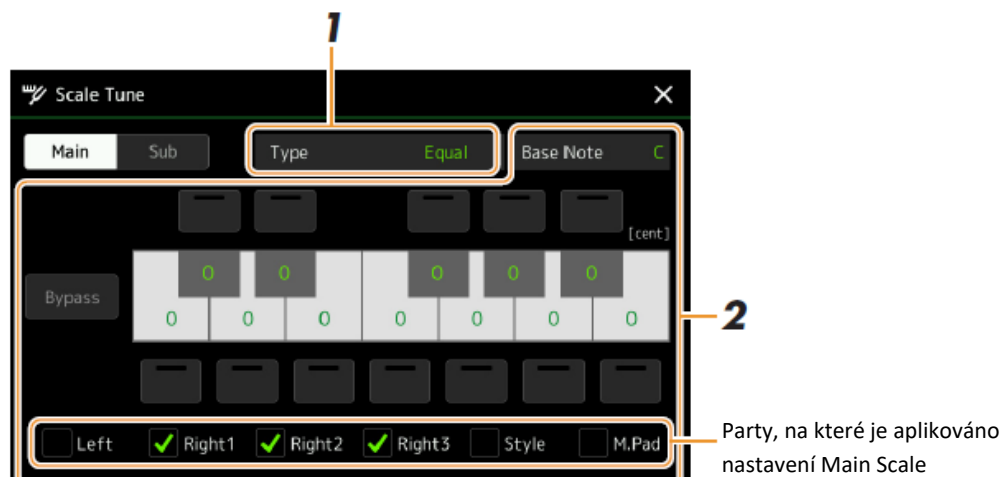 1
Scale Tune
Main Sub Type Equal Base Note C
[cent]
0 0 0 0 0
Bypass
0 0 0 0 0 0 0
2
Left Right1 Right2 Right3 Style M.Pad
Party, na které je aplikováno
nastavení Main Scale